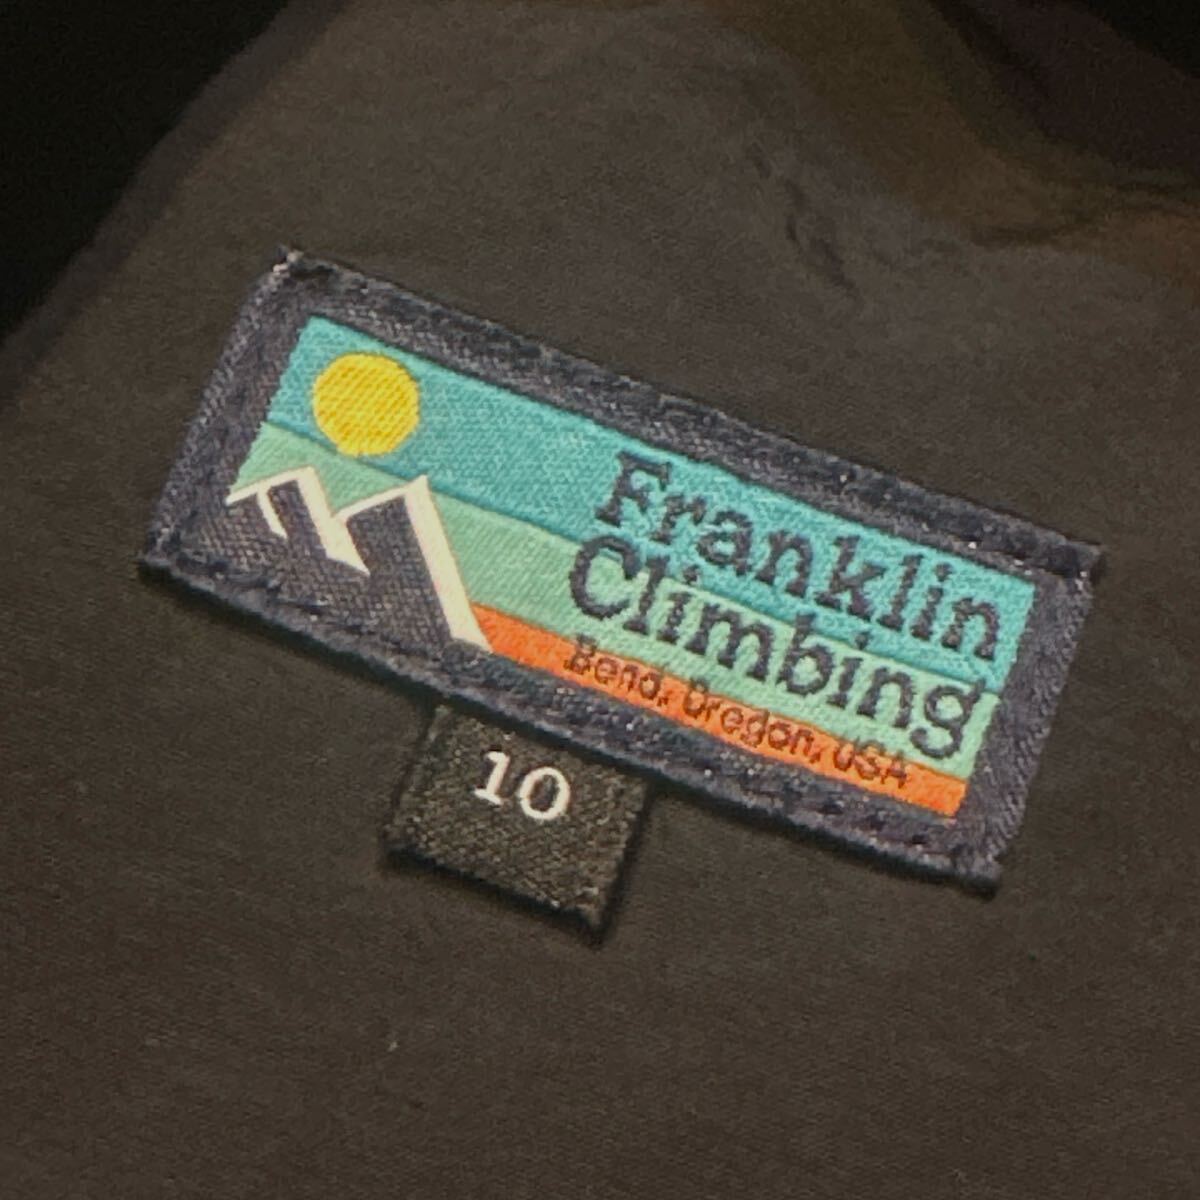 Franklin
Climbing
Bend, Oregon, USA
10